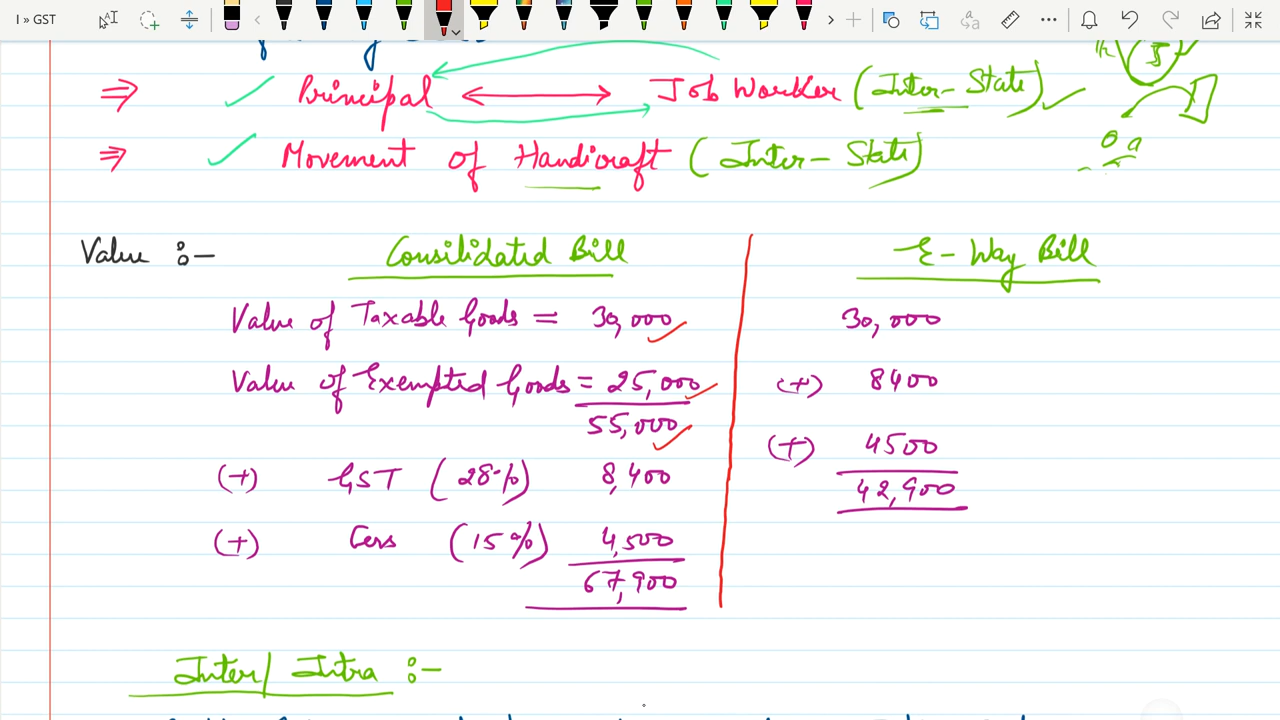 I » GST
⇒ ✓ Principal ⟷ Job Worker (Inter-State) ✓
⇒ ✓ Movement of Handicraft (Inter-State)
Value :-
Consilidated Bill
Value of Taxable Goods = 30,000
Value of Exempted Goods = 25,000
55,000
(+) GST (28%) 8,400
(+) Cess (15%) 4,500
67,900
E-Way Bill
30,000
(+) 8400
(+) 4500
42,900
Inter/Intra :-